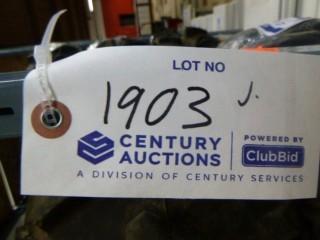 LOT NO
1903 J.
CENTURY AUCTIONS
POWERED BY
ClubBid
A DIVISION OF CENTURY SERVICES